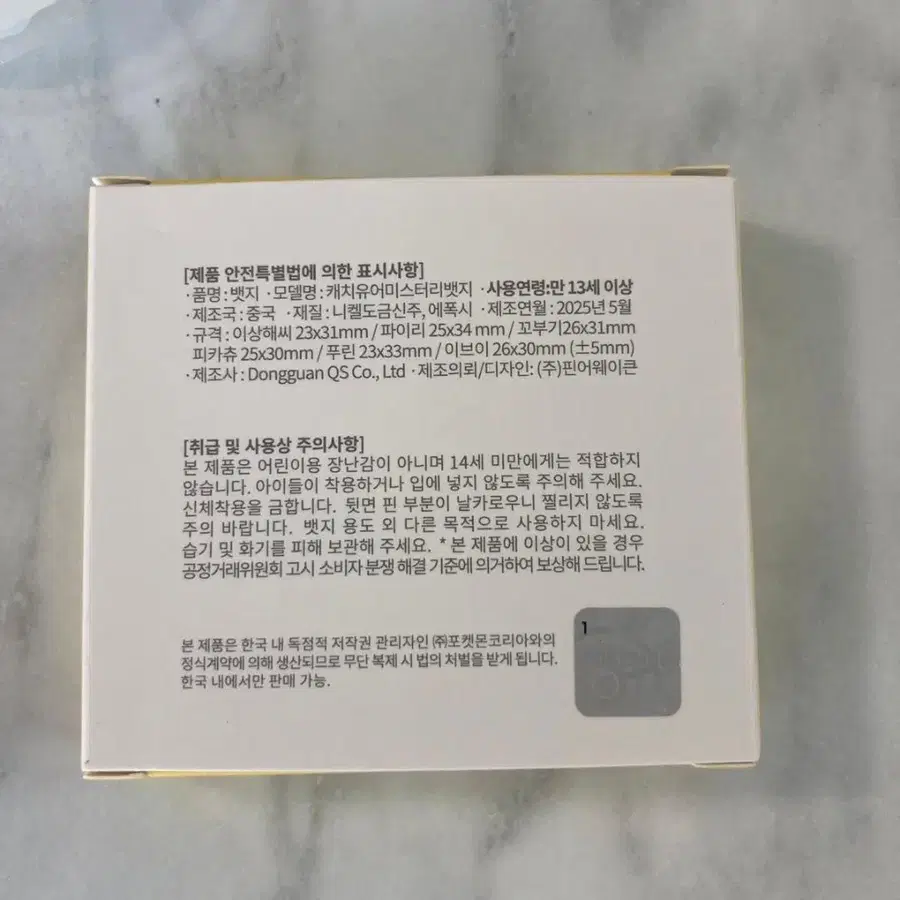 [제품 안전특별법에 의한 표시사항]
·품명 : 뱃지 ·모델명 : 캐치유어미스터리뱃지 ·사용연령:만 13세 이상
·제조국 : 중국 ·재질 : 니켈도금신주, 에폭시 ·제조연월 : 2025년 5월
·규격 : 이상해씨 23x31mm / 파이리 25x34 mm / 꼬부기26x31mm
피카츄 25x30mm / 푸린 23x33mm / 이브이 26x30mm (±5mm)
·제조사 : Dongguan QS Co., Ltd ·제조의뢰/디자인: (주)핀어웨이큰
[취급 및 사용상 주의사항]
본 제품은 어린이용 장난감이 아니며 14세 미만에게는 적합하지
않습니다. 아이들이 착용하거나 입에 넣지 않도록 주의해 주세요.
신체착용을 금합니다. 뒷면 핀 부분이 날카로우니 찔리지 않도록
주의 바랍니다. 뱃지 용도 외 다른 목적으로 사용하지 마세요.
습기 및 화기를 피해 보관해 주세요. * 본 제품에 이상이 있을 경우
공정거래위원회 고시 소비자 분쟁 해결 기준에 의거하여 보상해 드립니다.
본 제품은 한국 내 독점적 저작권 관리자인 ㈜포켓몬코리아와의
정식계약에 의해 생산되므로 무단 복제 시 법의 처벌을 받게 됩니다.
한국 내에서만 판매 가능.
1